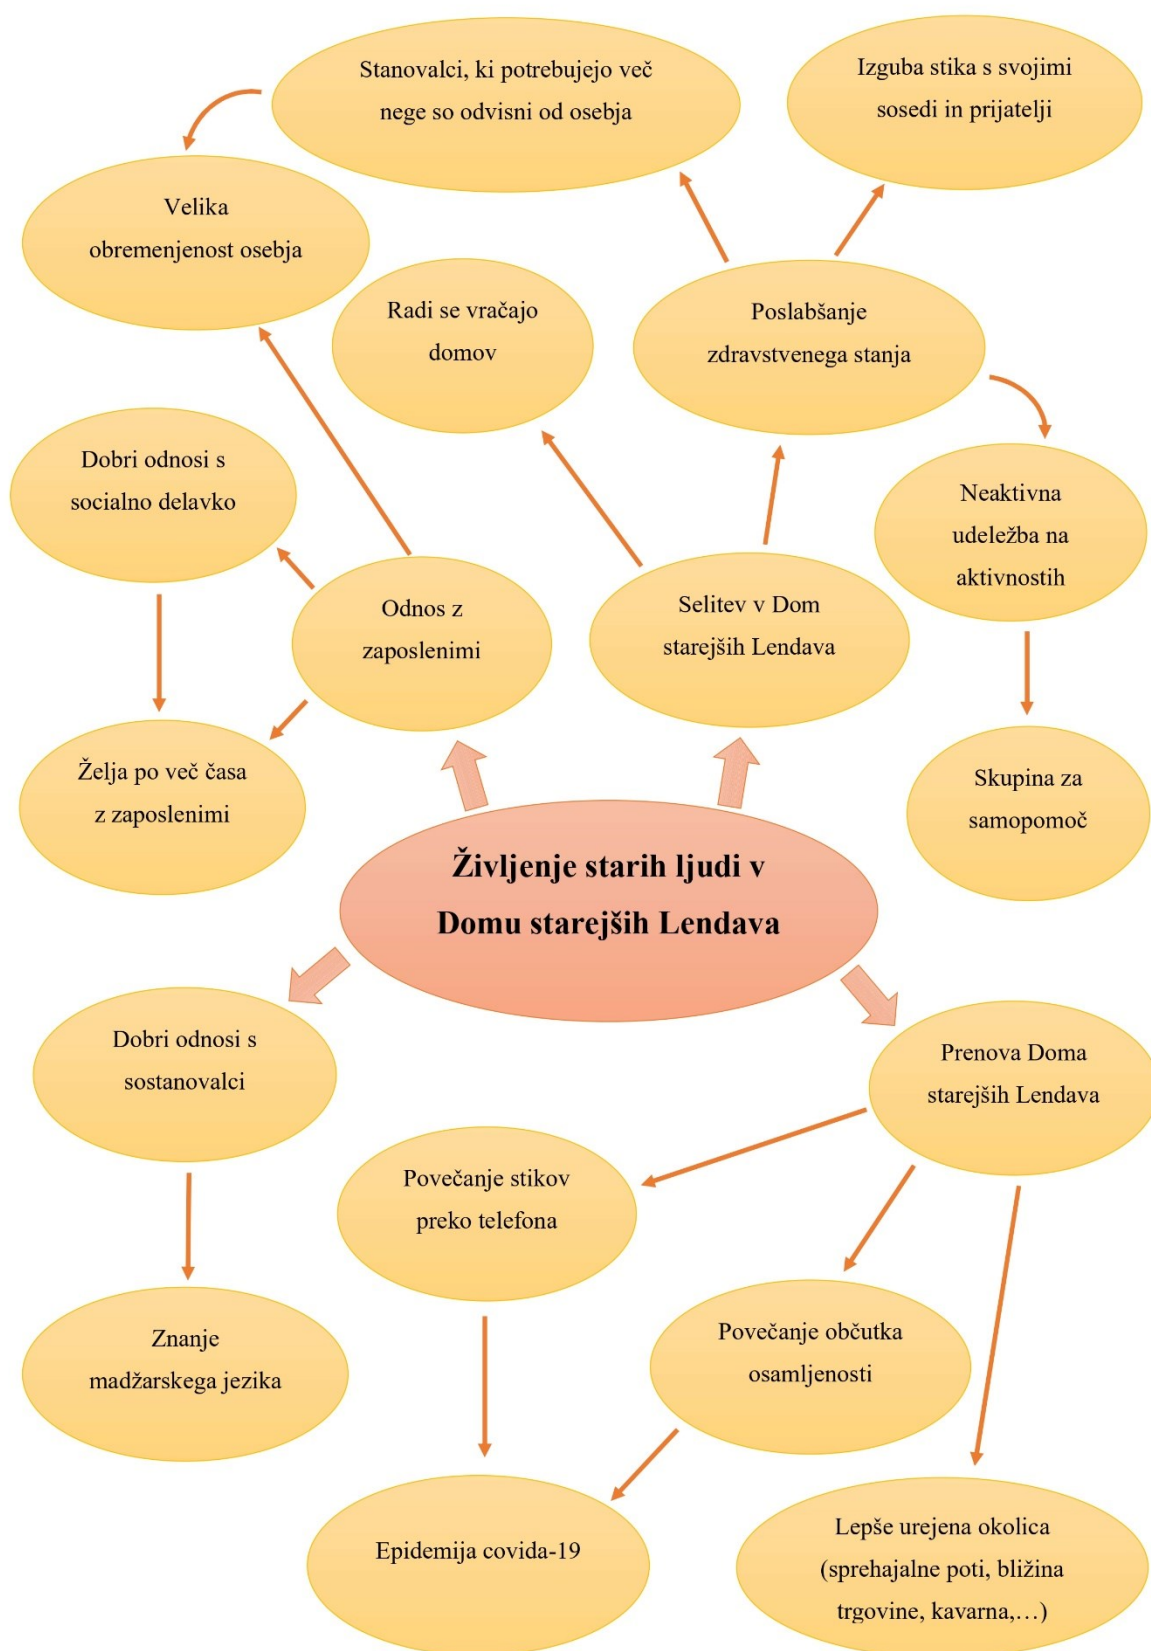 Stanovalci, ki potrebujejo več
nege so odvisni od osebja
Izguba stika s svojimi
sosedi in prijatelji
Velika
obremenjenost osebja
Radi se vračajo
domov
Poslabšanje
zdravstvenega stanja
Dobri odnosi s
socialno delavko
Neaktivna
udeležba na
aktivnostih
Odnos z
zaposlenimi
Selitev v Dom
starejših Lendava
Želja po več časa
z zaposlenimi
Skupina za
samopomoč
Življenje starih ljudi v
Domu starejših Lendava
Dobri odnosi s
sostanovalci
Prenova Doma
starejših Lendava
Povečanje stikov
preko telefona
Znanje
madžarskega jezika
Povečanje občutka
osamljenosti
Epidemija covida-19
Lepše urejena okolica
(sprehajalne poti, bližina
trgovine, kavarna,…)